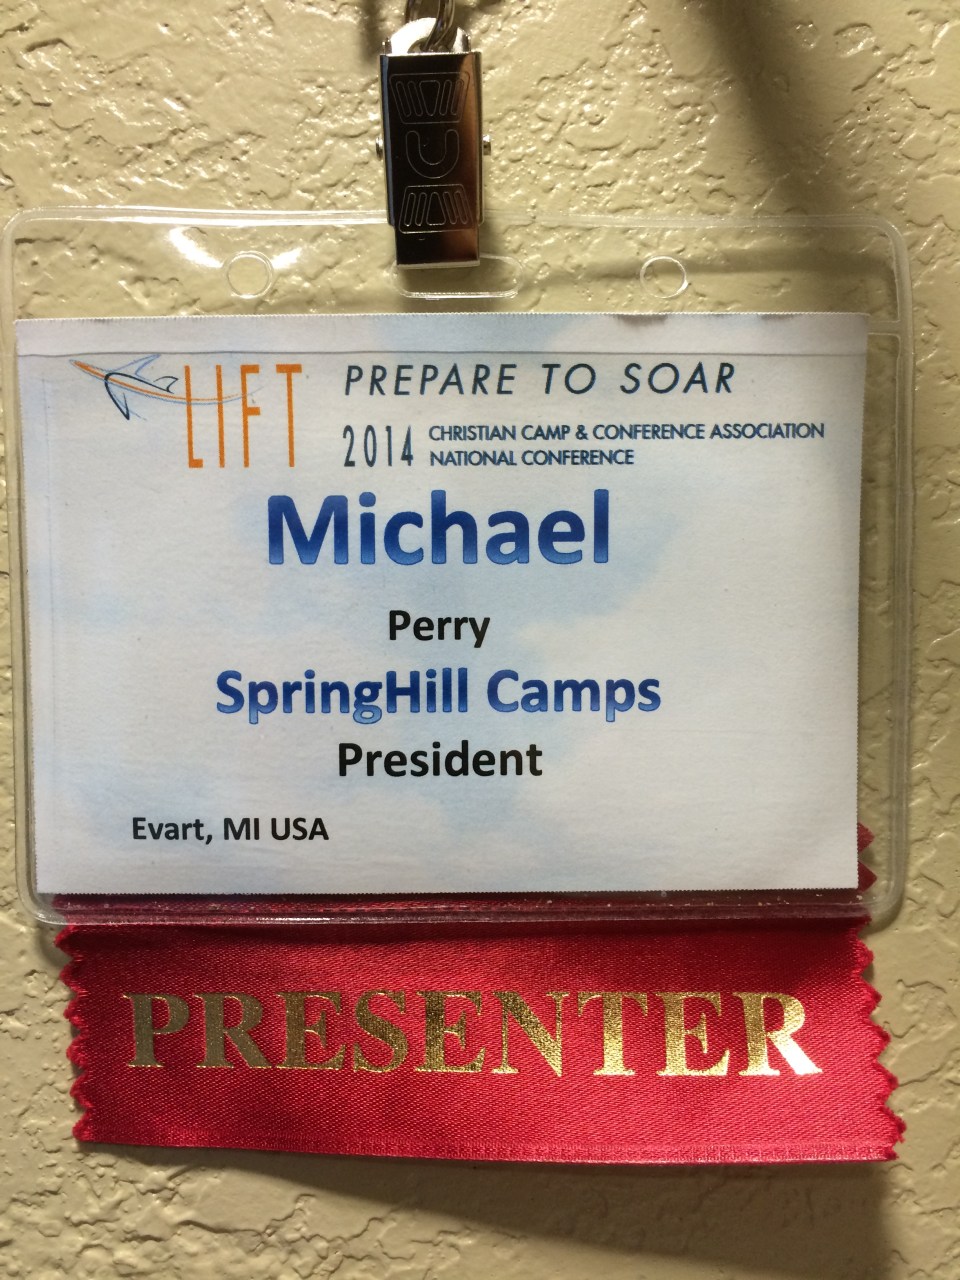 LIFT PREPARE TO SOAR
2014 CHRISTIAN CAMP & CONFERENCE ASSOCIATION
NATIONAL CONFERENCE
Michael
Perry
SpringHill Camps
President
Evart, MI USA
PRESENTER